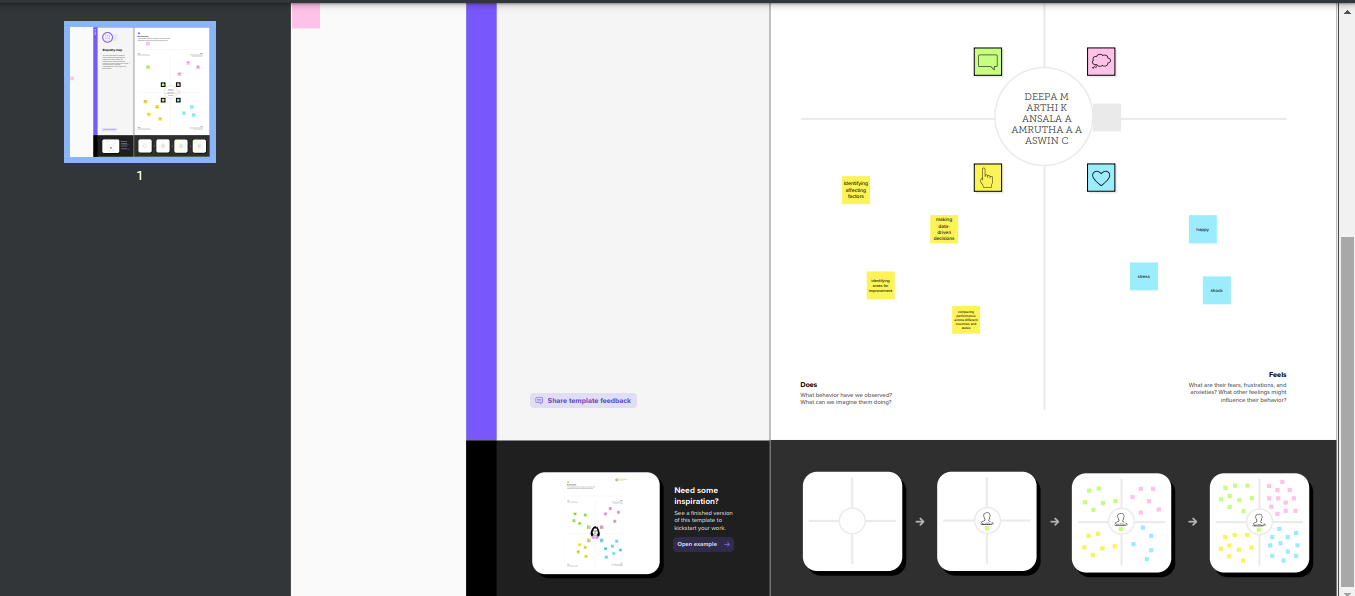 1
DEEPA M
ARTHI K
ANSALA A
AMRUTHA A A
ASWIN C
identifying
affecting
factors
making
data-
driven
decisions
identifying
areas for
improvement
comparing
performance
across different
countries and
states
happy
stress
shock
Share template feedback
Does
What behavior have we observed?
What can we imagine them doing?
Feels
What are their fears, frustrations, and
anxieties? What other feelings might
influence their behavior?
Need some
inspiration?
See a finished version
of this template to
kickstart your work.
Open example